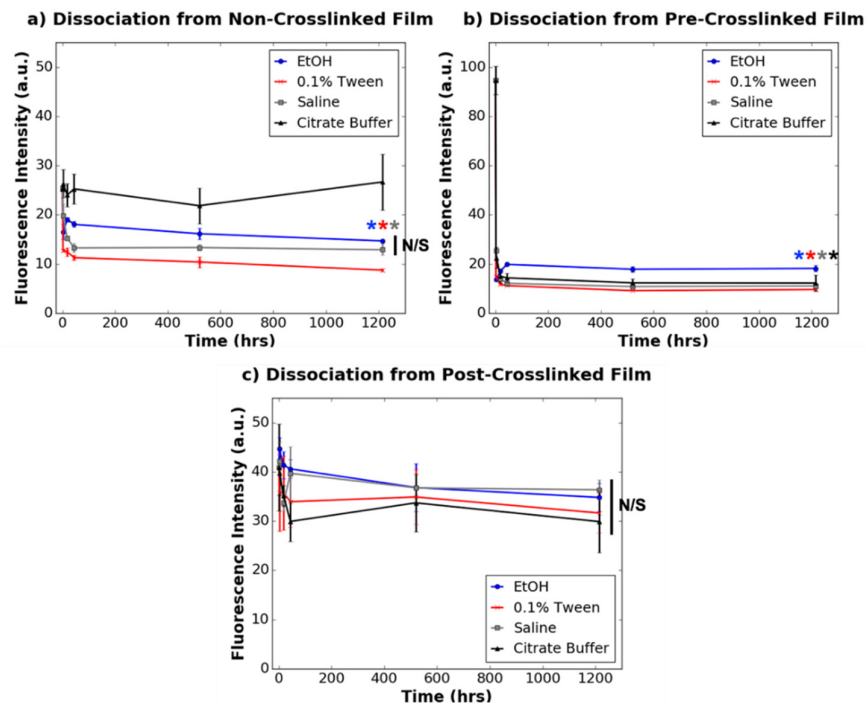 a) Dissociation from Non-Crosslinked Film
Fluorescence Intensity (a.u.)
50
40
30
20
10
0
EtOH
0.1% Tween
Saline
Citrate Buffer
***
N/S
0 200 400 600 800 1000 1200
Time (hrs)
b) Dissociation from Pre-Crosslinked Film
Fluorescence Intensity (a.u.)
100
80
60
40
20
0
EtOH
0.1% Tween
Saline
Citrate Buffer
****
0 200 400 600 800 1000 1200
Time (hrs)
c) Dissociation from Post-Crosslinked Film
Fluorescence Intensity (a.u.)
50
40
30
20
10
0
N/S
EtOH
0.1% Tween
Saline
Citrate Buffer
0 200 400 600 800 1000 1200
Time (hrs)